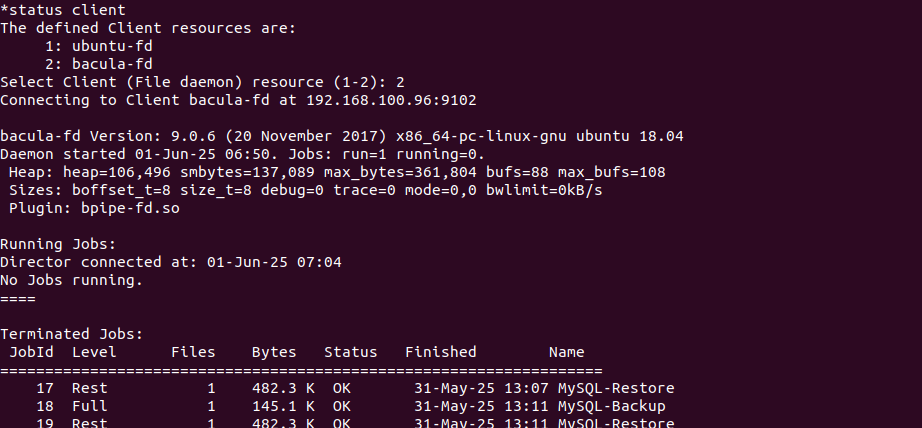 *status client
The defined Client resources are:
     1: ubuntu-fd
     2: bacula-fd
Select Client (File daemon) resource (1-2): 2
Connecting to Client bacula-fd at 192.168.100.96:9102

bacula-fd Version: 9.0.6 (20 November 2017) x86_64-pc-linux-gnu ubuntu 18.04
Daemon started 01-Jun-25 06:50. Jobs: run=1 running=0.
 Heap: heap=106,496 smbytes=137,089 max_bytes=361,804 bufs=88 max_bufs=108
 Sizes: boffset_t=8 size_t=8 debug=0 trace=0 mode=0,0 bwlimit=0kB/s
 Plugin: bpipe-fd.so

Running Jobs:
Director connected at: 01-Jun-25 07:04
No Jobs running.
====

Terminated Jobs:
 JobId  Level      Files    Bytes   Status   Finished        Name
===================================================================
    17  Rest           1    482.3 K  OK       31-May-25 13:07 MySQL-Restore
    18  Full           1    145.1 K  OK       31-May-25 13:11 MySQL-Backup
    19  Rest           1    482.3 K  OK       31-May-25 13:11 MySQL-Restore